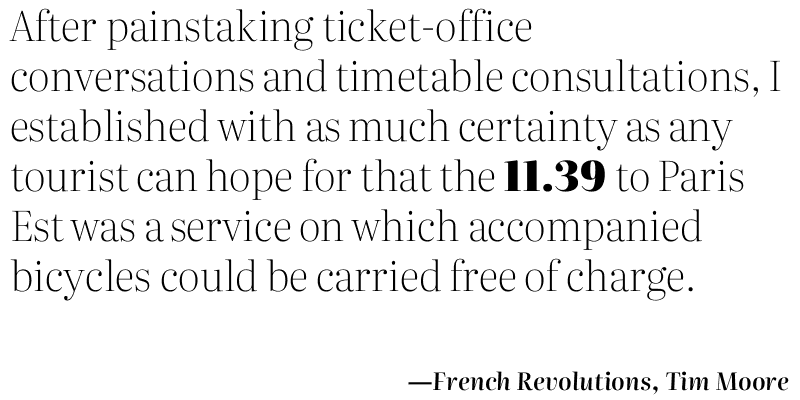 After painstaking ticket-office
conversations and timetable consultations, I
established with as much certainty as any
tourist can hope for that the 11.39 to Paris
Est was a service on which accompanied
bicycles could be carried free of charge.
—French Revolutions, Tim Moore